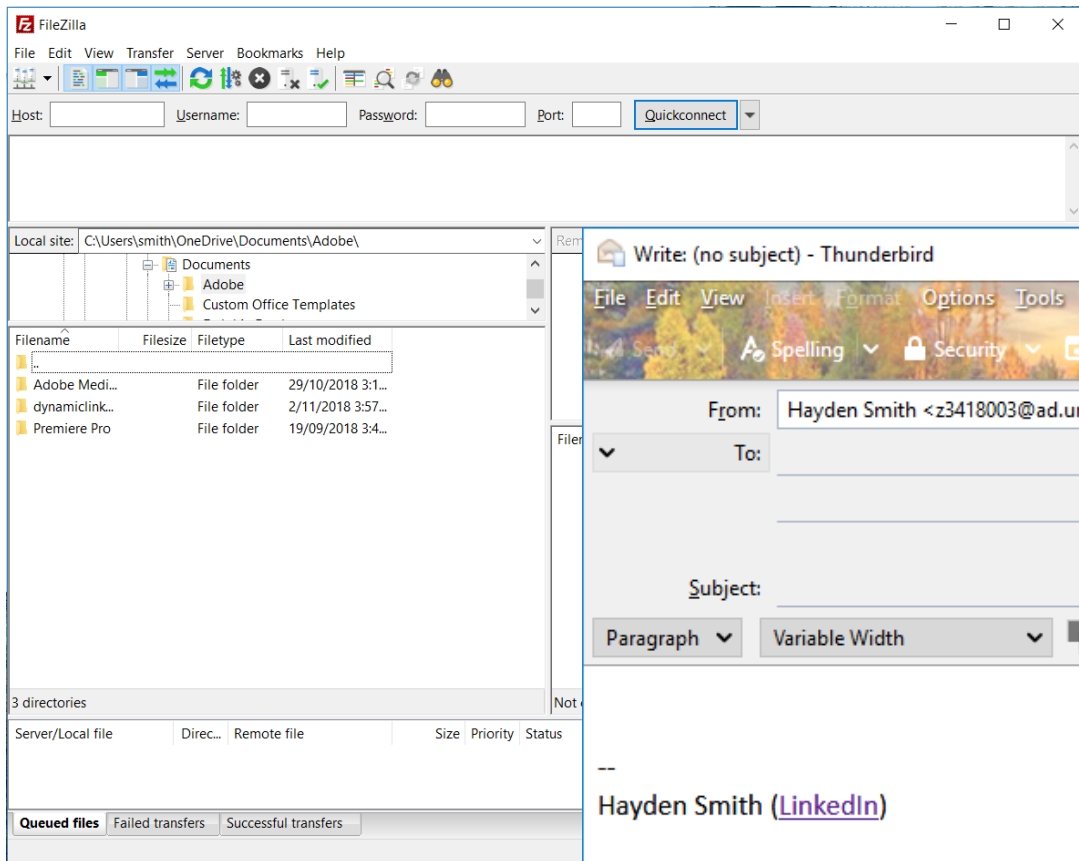 FileZilla
File Edit View Transfer Server Bookmarks Help
Host: Username: Password: Port: Quickconnect
Local site: C:\Users\smith\OneDrive\Documents\Adobe\
Documents
Adobe
Custom Office Templates
Filename Filesize Filetype Last modified
..
Adobe Medi... File folder 29/10/2018 3:1...
dynamiclink... File folder 2/11/2018 3:57...
Premiere Pro File folder 19/09/2018 3:4...
3 directories
Server/Local file Direc... Remote file Size Priority Status
Queued files Failed transfers Successful transfers
Rem
Filen
Not
Write: (no subject) - Thunderbird
File Edit View Insert Format Options Tools
Send Spelling Security
From: Hayden Smith <z3418003@ad.un
To:
Subject:
Paragraph Variable Width
--
Hayden Smith (LinkedIn)